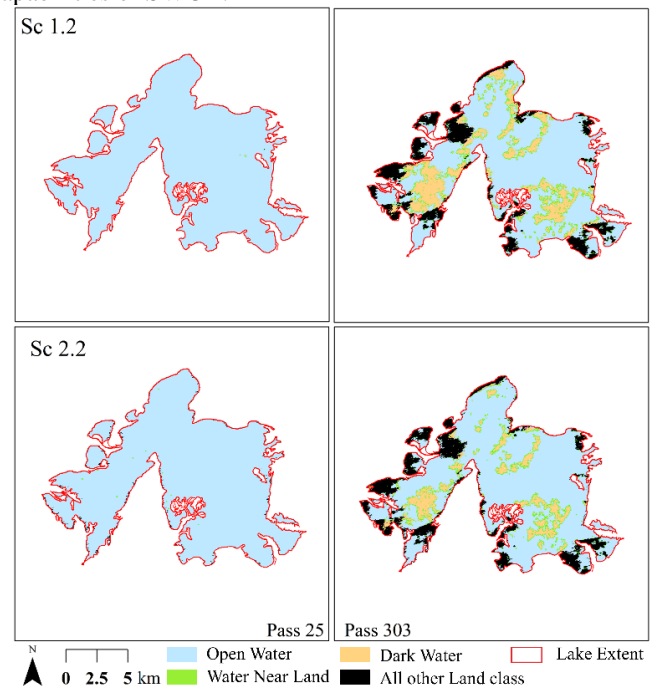 Sc 1.2
Sc 2.2
Pass 25
Pass 303
N
0 2.5 5 km
Open Water
Water Near Land
Dark Water
All other Land class
Lake Extent